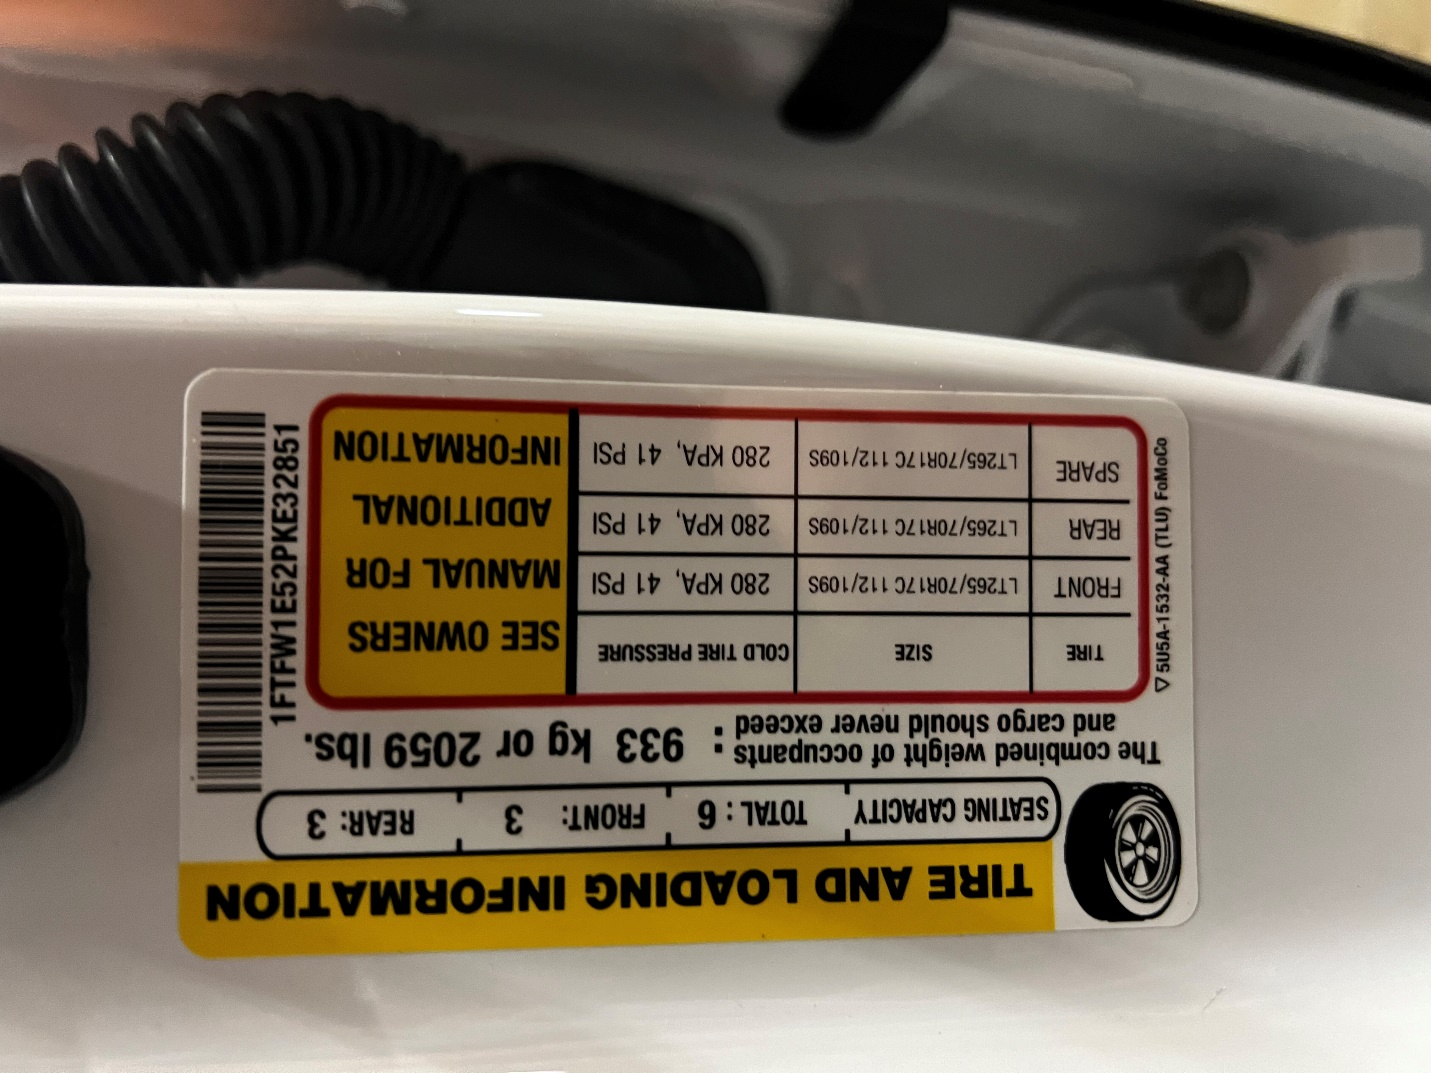 TIRE AND LOADING INFORMATION
SEATING CAPACITY TOTAL : 6 FRONT: 3 REAR: 3
The combined weight of occupants and cargo should never exceed : 933 kg or 2059 lbs.
TIRE SIZE COLD TIRE PRESSURE
FRONT LT265/70R17C 112/109S 280 KPA, 41 PSI
REAR LT265/70R17C 112/109S 280 KPA, 41 PSI
SPARE LT265/70R17C 112/109S 280 KPA, 41 PSI
SEE OWNERS
MANUAL FOR
ADDITIONAL
INFORMATION
5U5A-1532-AA (TLU) FoMoCo
1FTFW1E52PKE32851